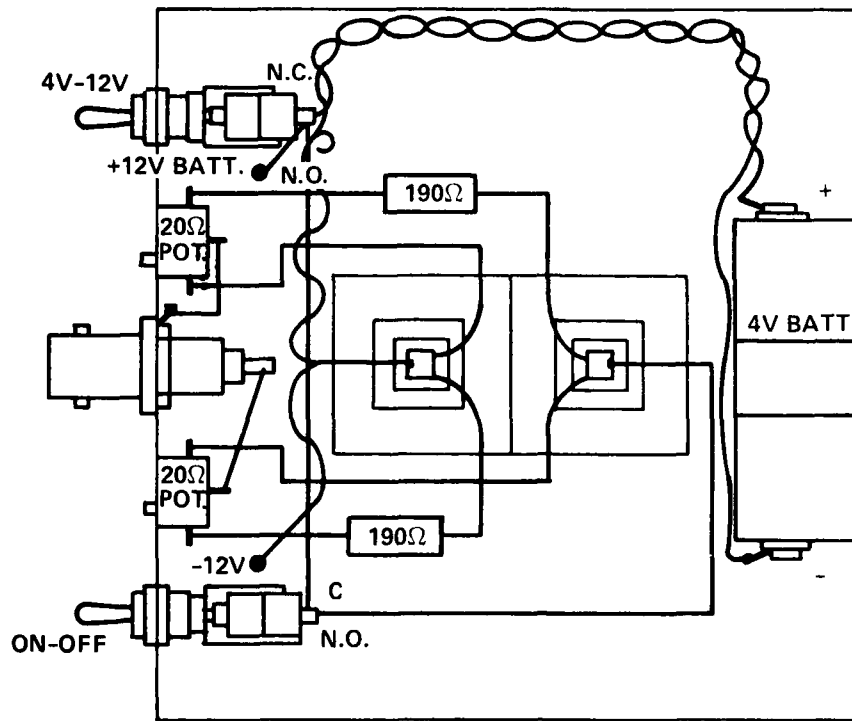 N.C.
4V-12V
+12V BATT.
N.O.
190Ω
+
20Ω
POT.
4V BATT
20Ω
POT.
190Ω
-12V
-
C
N.O.
ON-OFF